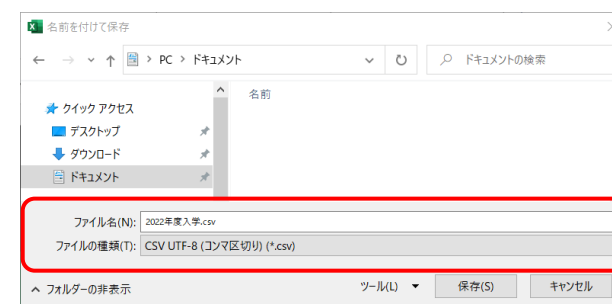 名前を付けて保存
PC > ドキュメント
ドキュメントの検索
名前
クイック アクセス
デスクトップ
ダウンロード
ドキュメント
ファイル名(N): 2022年度入学.csv
ファイルの種類(T): CSV UTF-8 (コンマ区切り) (*.csv)
フォルダーの非表示 ツール(L) 保存(S) キャンセル